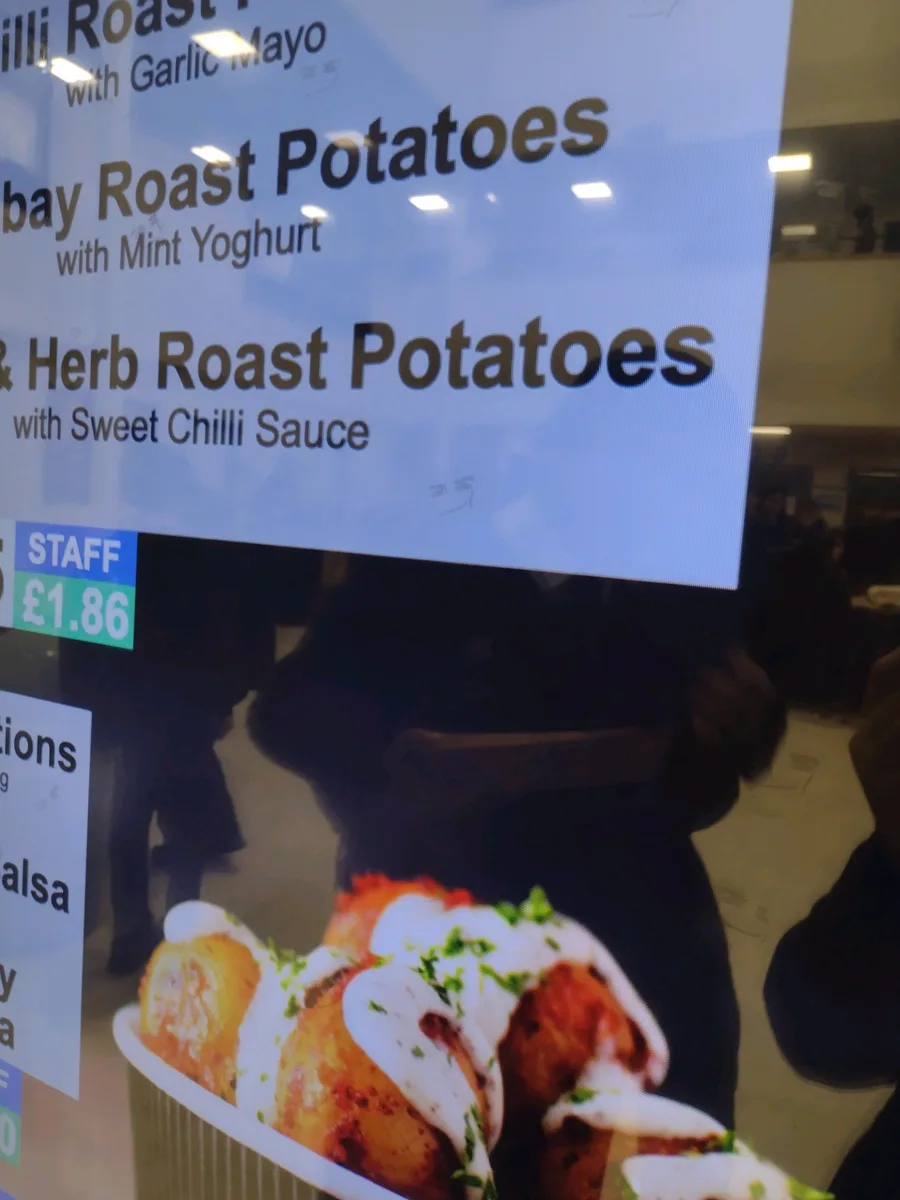 illi Roast
with Garlic Mayo
bay Roast Potatoes
with Mint Yoghurt
& Herb Roast Potatoes
with Sweet Chilli Sauce
STAFF
£1.86
tions
g
alsa
y
a
F
0